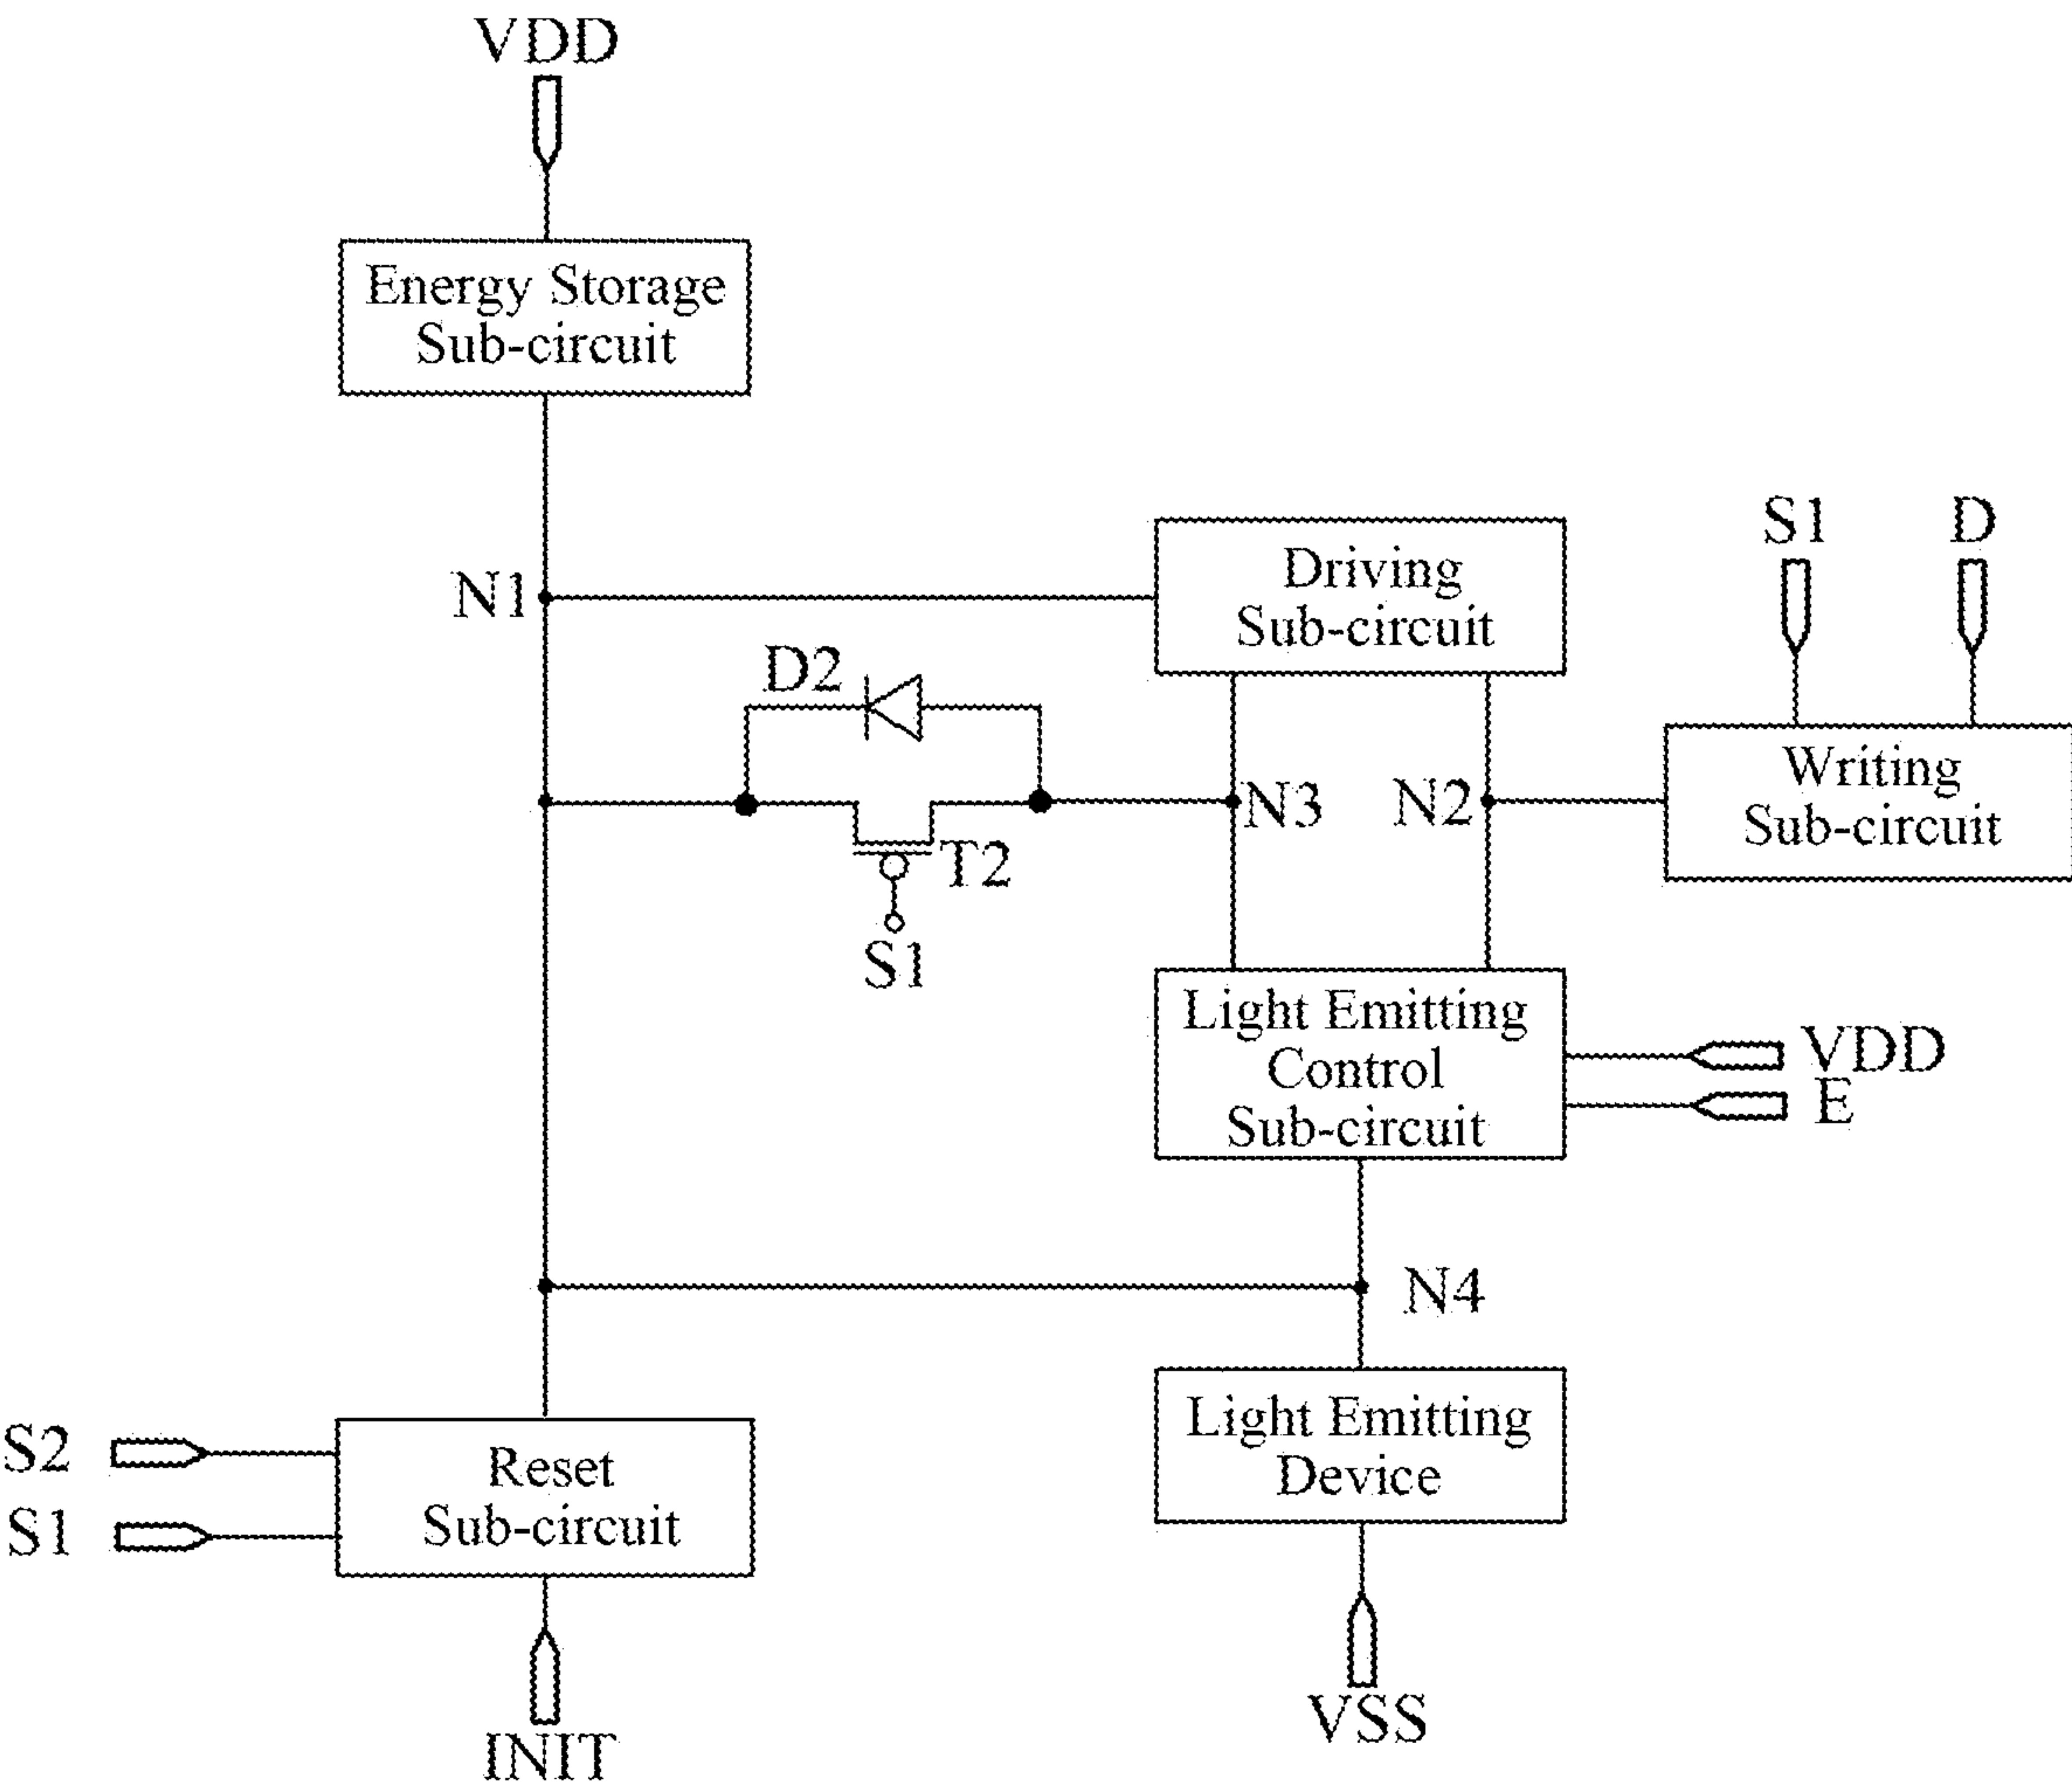 VDD
Energy Storage
Sub-circuit
N1
Driving
Sub-circuit
S1
D
D2
Writing
Sub-circuit
N3
N2
T2
S1
Light Emitting
Control
Sub-circuit
VDD
E
N4
S2
S1
Reset
Sub-circuit
Light Emitting
Device
INIT
VSS